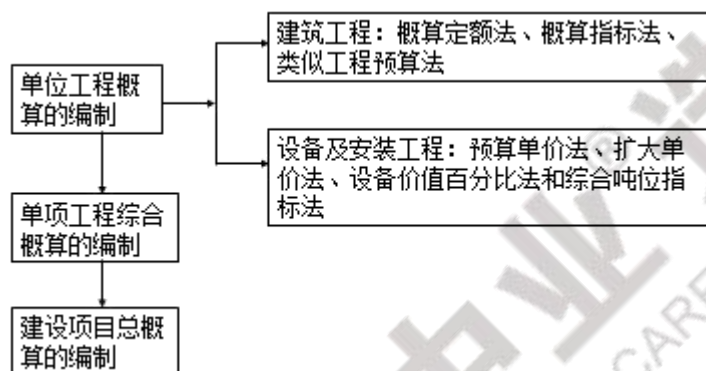 建筑工程：概算定额法、概算指标法、
类似工程预算法
单位工程概
算的编制
设备及安装工程：预算单价法、扩大单
价法、设备价值百分比法和综合吨位指
标法
单项工程综合
概算的编制
建设项目总概
算的编制